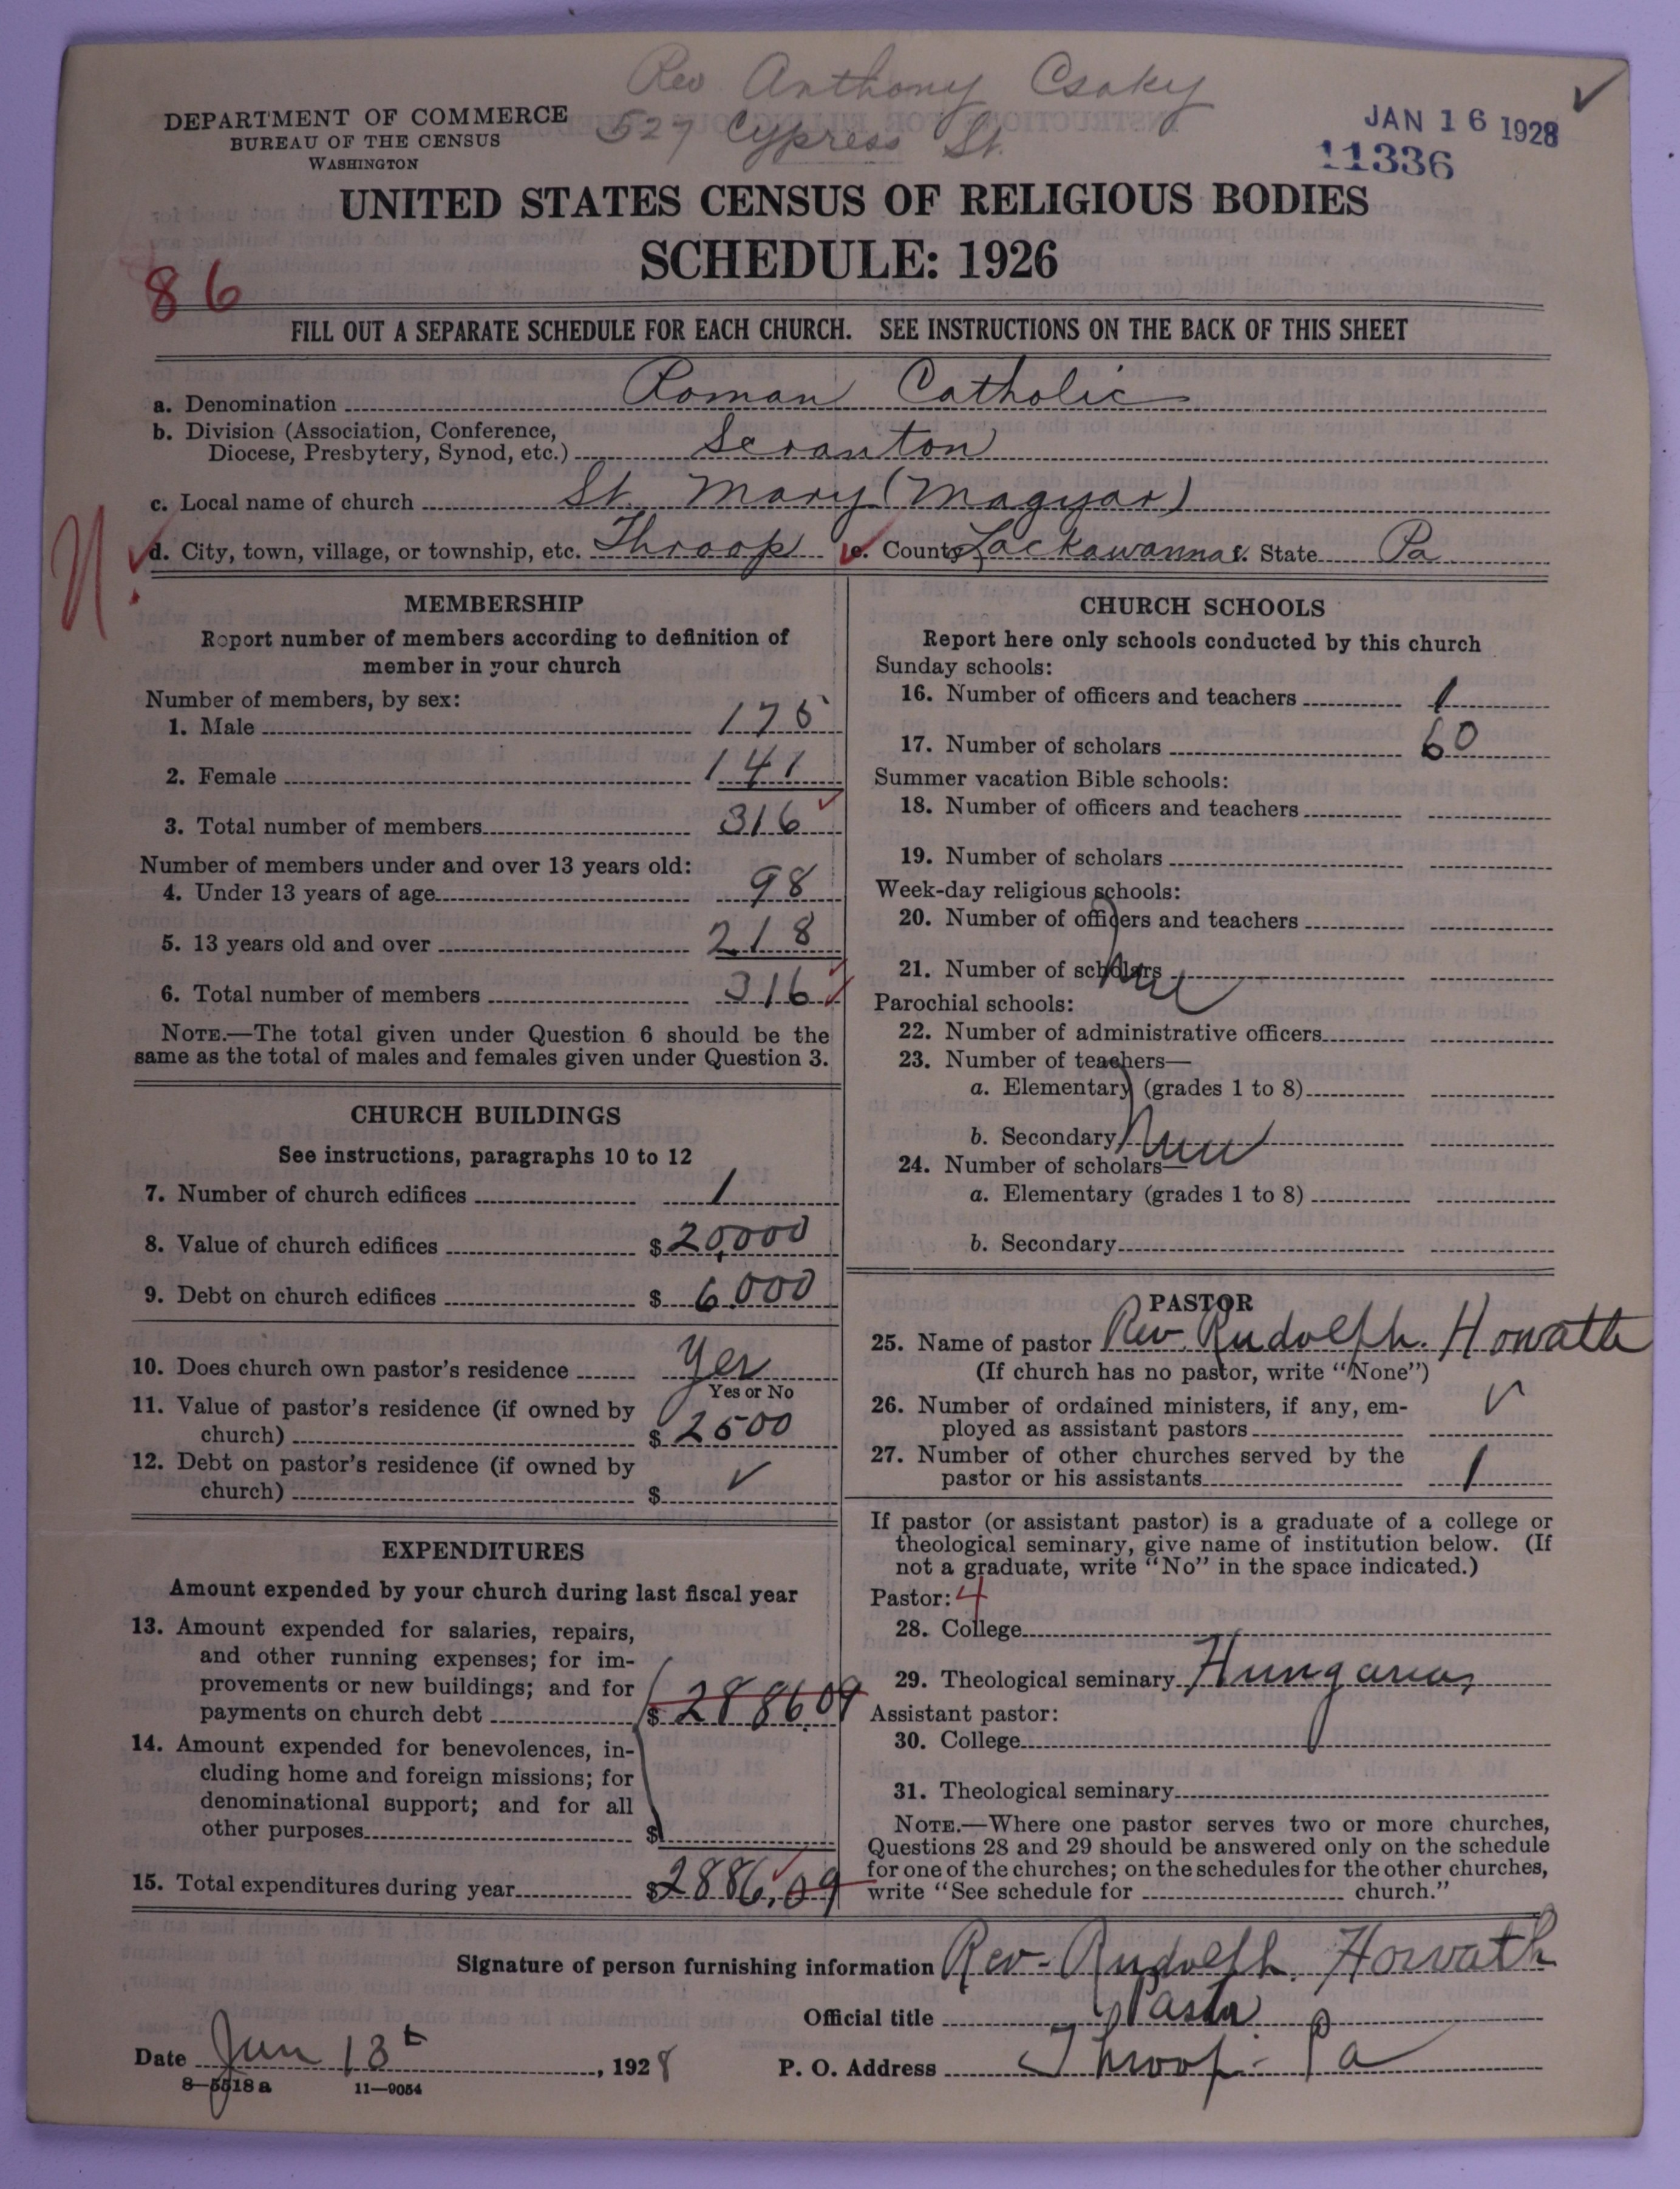 Rev Anthony Csaky
527 Cypress St.
DEPARTMENT OF COMMERCE
BUREAU OF THE CENSUS
WASHINGTON
JAN 16 1928
11336
UNITED STATES CENSUS OF RELIGIOUS BODIES
SCHEDULE: 1926
86
FILL OUT A SEPARATE SCHEDULE FOR EACH CHURCH. SEE INSTRUCTIONS ON THE BACK OF THIS SHEET
a. Denomination Roman Catholic
b. Division (Association, Conference,
Diocese, Presbytery, Synod, etc.) Scranton
c. Local name of church St. Mary (Magyar)
d. City, town, village, or township, etc. Throop e. County Lackawanna f. State Pa
N.
MEMBERSHIP
Report number of members according to definition of
member in your church
Number of members, by sex:
1. Male 175
2. Female 141
3. Total number of members 316
Number of members under and over 13 years old:
4. Under 13 years of age 98
5. 13 years old and over 218
6. Total number of members 316
NOTE.—The total given under Question 6 should be the
same as the total of males and females given under Question 3.
CHURCH BUILDINGS
See instructions, paragraphs 10 to 12
7. Number of church edifices 1
8. Value of church edifices $ 20,000
9. Debt on church edifices $ 6,000
10. Does church own pastor's residence Yes
Yes or No
11. Value of pastor's residence (if owned by
church) $ 2500
12. Debt on pastor's residence (if owned by
church) $ ✓
EXPENDITURES
Amount expended by your church during last fiscal year
13. Amount expended for salaries, repairs,
and other running expenses; for im-
provements or new buildings; and for
payments on church debt $ 2886.09
14. Amount expended for benevolences, in-
cluding home and foreign missions; for
denominational support; and for all
other purposes $
15. Total expenditures during year $ 2886.09
CHURCH SCHOOLS
Report here only schools conducted by this church
Sunday schools:
16. Number of officers and teachers 1
17. Number of scholars 60
Summer vacation Bible schools:
18. Number of officers and teachers
19. Number of scholars
Week-day religious schools:
20. Number of officers and teachers
21. Number of scholars
Parochial schools:
22. Number of administrative officers
23. Number of teachers—
a. Elementary (grades 1 to 8)
b. Secondary
24. Number of scholars—
a. Elementary (grades 1 to 8)
b. Secondary
PASTOR
25. Name of pastor Rev. Rudolph. Horvath
(If church has no pastor, write "None")
26. Number of ordained ministers, if any, em-
ployed as assistant pastors ✓
27. Number of other churches served by the
pastor or his assistants 1
If pastor (or assistant pastor) is a graduate of a college or
theological seminary, give name of institution below. (If
not a graduate, write "No" in the space indicated.)
Pastor: 4
28. College
29. Theological seminary Hungarian
Assistant pastor:
30. College
31. Theological seminary
NOTE.—Where one pastor serves two or more churches,
Questions 28 and 29 should be answered only on the schedule
for one of the churches; on the schedules for the other churches,
write "See schedule for church."
Signature of person furnishing information Rev. Rudolph. Horvath
Official title Pastor
Date Jan 13t, 1928 P. O. Address Throop - Pa
8—5518 a 11—9054